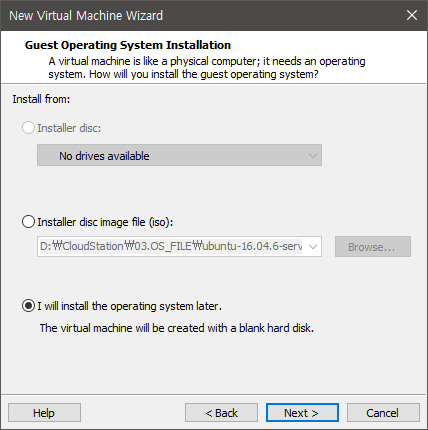 New Virtual Machine Wizard
Guest Operating System Installation
A virtual machine is like a physical computer; it needs an operating
system. How will you install the guest operating system?
Install from:
Installer disc:
No drives available
Installer disc image file (iso):
D:₩CloudStation₩03.OS_FILE₩ubuntu-16.04.6-serv
Browse...
I will install the operating system later.
The virtual machine will be created with a blank hard disk.
Help
< Back
Next >
Cancel